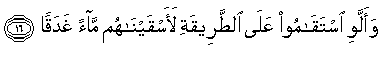 وَأَلَّوِ ٱسْتَقَـٰمُوا۟ عَلَى ٱلطَّرِيقَةِ لَأَسْقَيْنَـٰهُم مَّآءً غَدَقًا ﴿١٦﴾